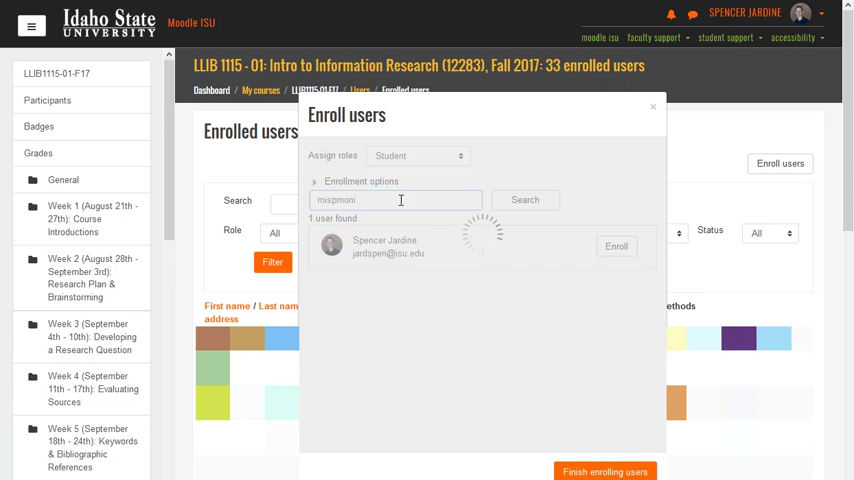 Idaho State
UNIVERSITY
Moodle ISU
SPENCER JARDINE
moodle isu faculty support student support accessibility
LLIB1115-01-F17
Participants
Badges
Grades
General
Week 1 (August 21th -
27th): Course
Introductions
Week 2 (August 28th -
September 3rd):
Research Plan &
Brainstorming
Week 3 (September
4th - 10th): Developing
a Research Question
Week 4 (September
11th - 17th): Evaluating
Sources
Week 5 (September
18th - 24th): Keywords
& Bibliographic
References
LLIB 1115 - 01: Intro to Information Research (12283), Fall 2017: 33 enrolled users
Dashboard / My courses / LLIB1115-01-F17 / Users / Enrolled users
Enrolled users
Enroll users
Search
Role All
Status All
Filter
First name / Last nam
address
ethods
Enroll users
×
Assign roles Student
Enrollment options
mispmoni
Search
1 user found
Spencer Jardine
jardspen@isu.edu
Enroll
Finish enrolling users